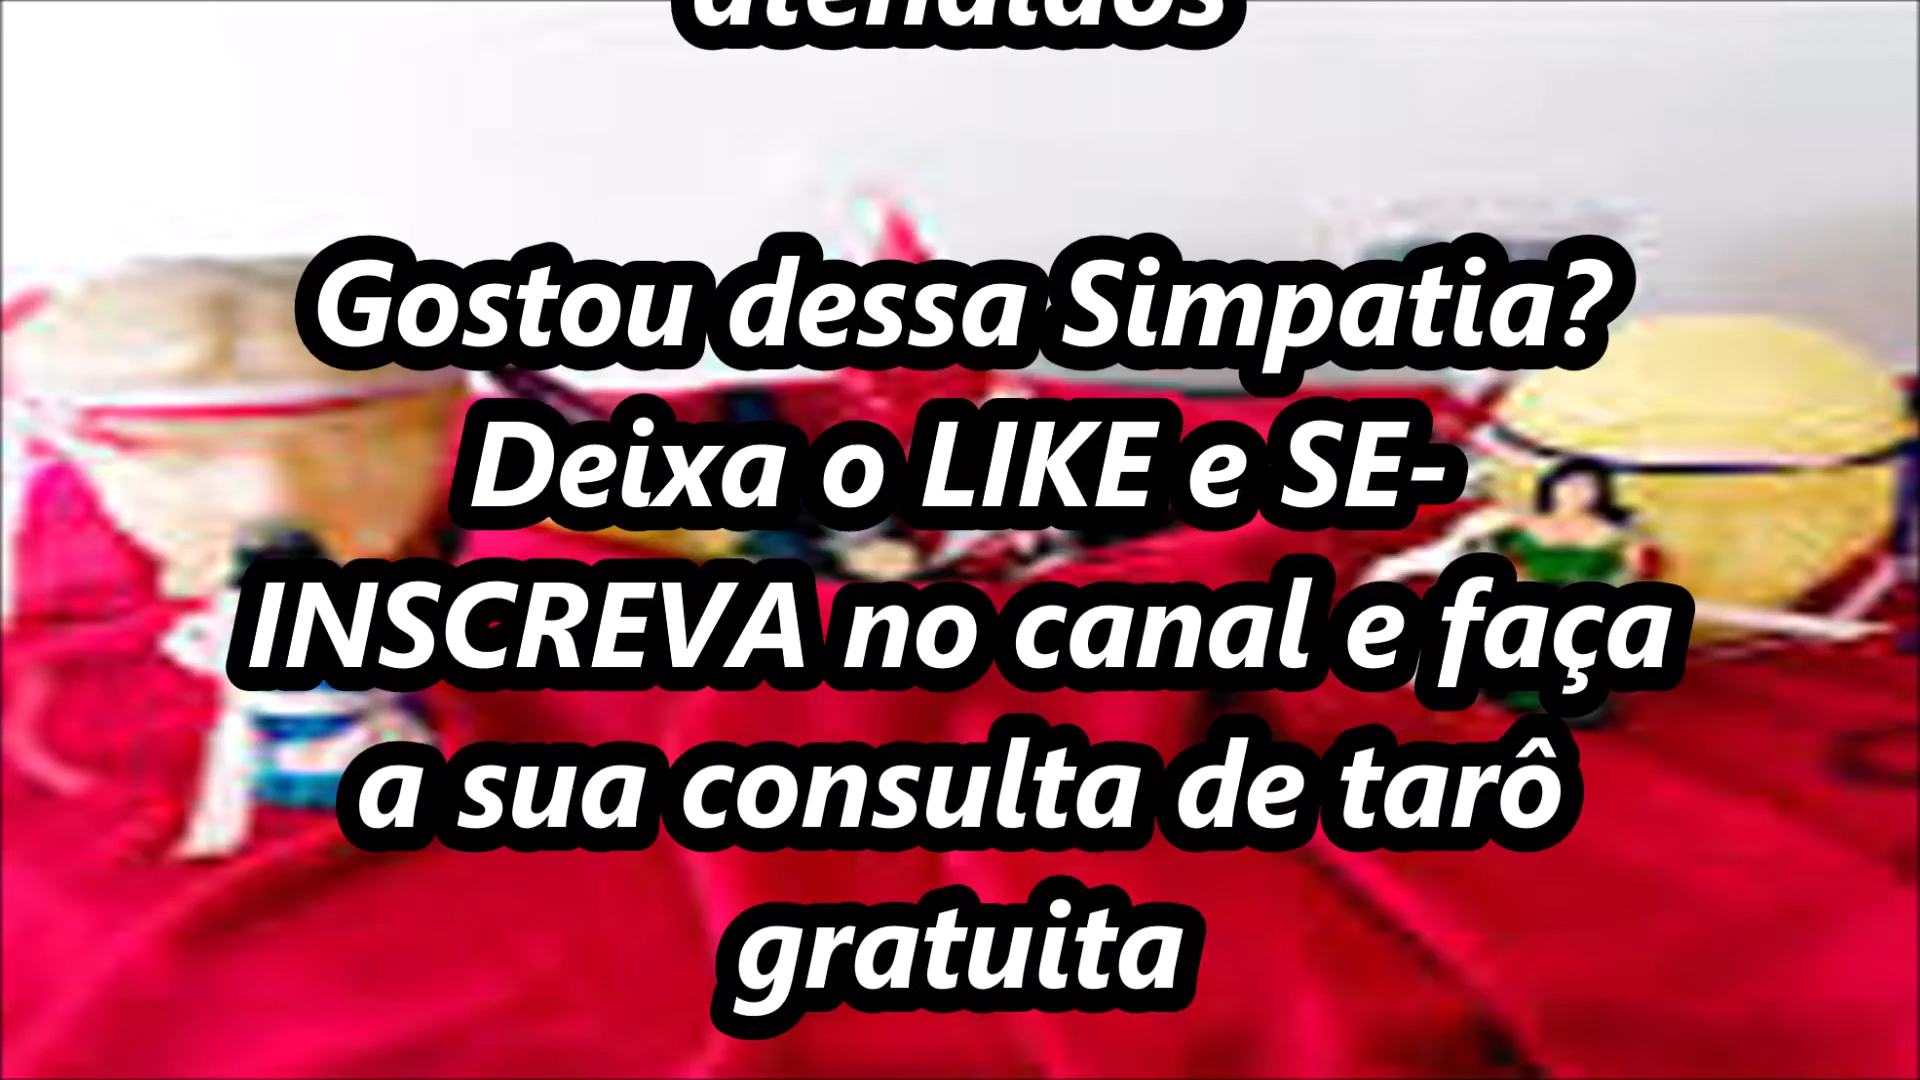 Gostou dessa Simpatia?
Deixa o LIKE e SE-
INSCREVA no canal e faça
a sua consulta de tarô
gratuita